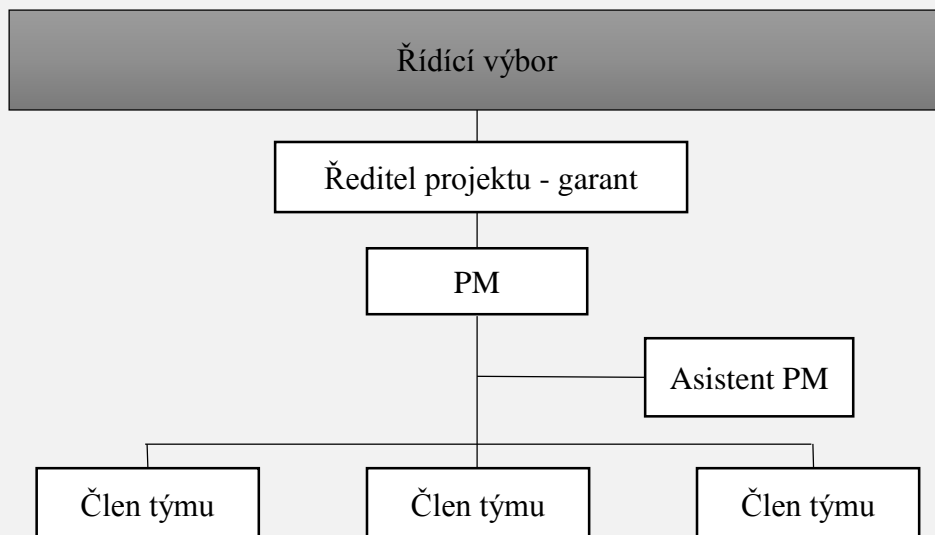 Řídící výbor
Ředitel projektu - garant
PM
Asistent PM
Člen týmu
Člen týmu
Člen týmu